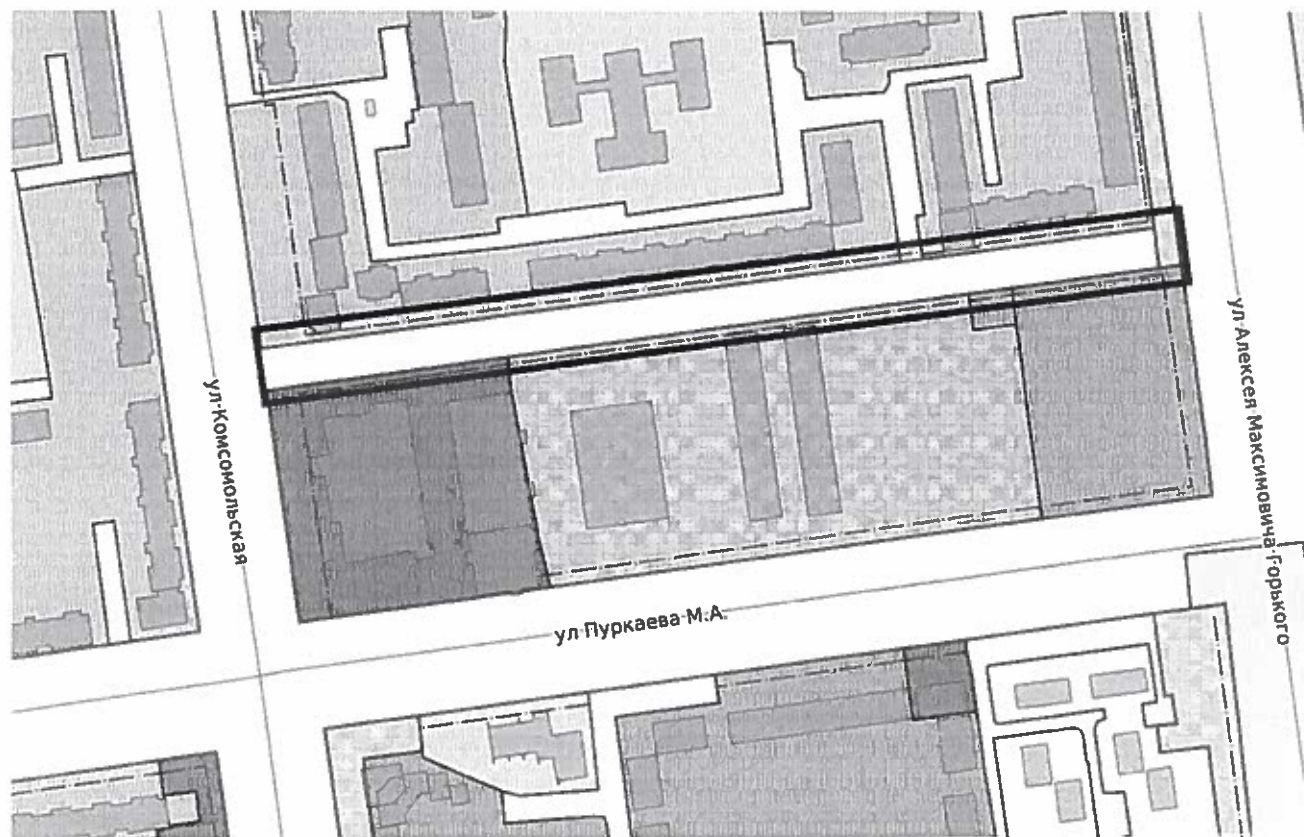 ул Комсомольская
ул Алексея Максимовича Горького
ул Пуркаева М.А.